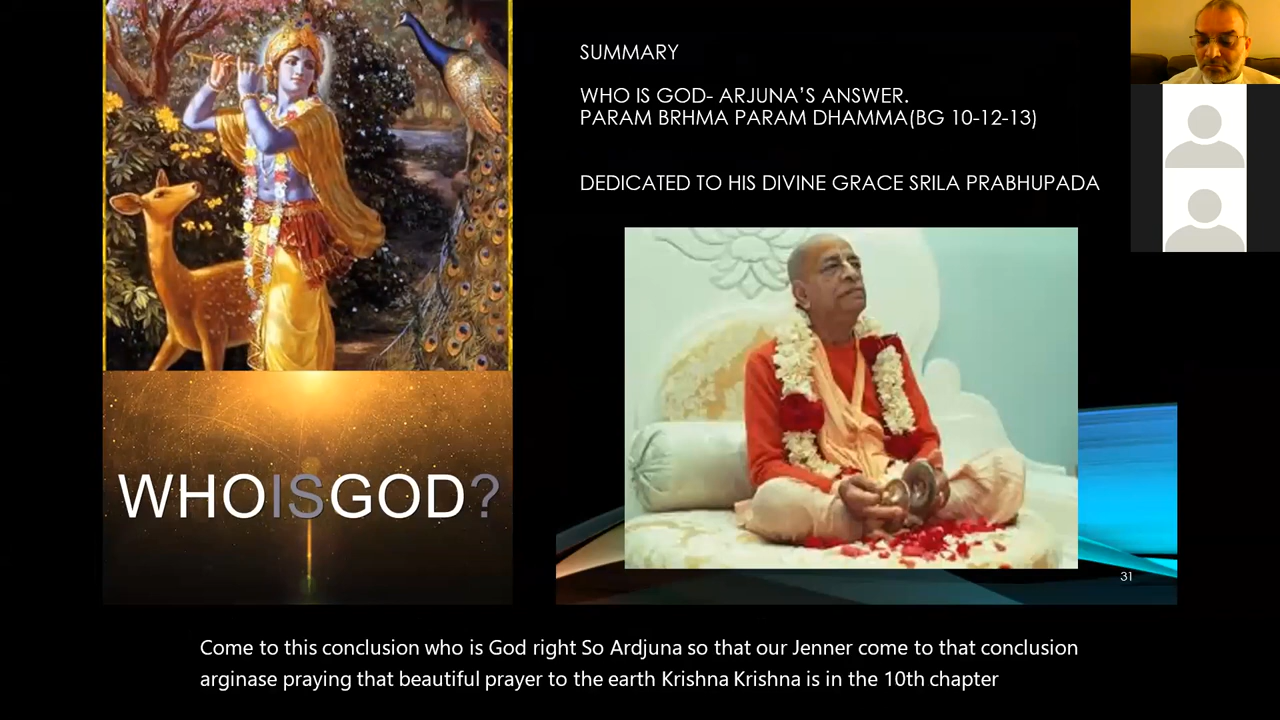 SUMMARY
WHO IS GOD- ARJUNA’S ANSWER.
PARAM BRHMA PARAM DHAMMA(BG 10-12-13)
DEDICATED TO HIS DIVINE GRACE SRILA PRABHUPADA
WHOISGOD?
31
Come to this conclusion who is God right So Ardjuna so that our Jenner come to that conclusion
arginase praying that beautiful prayer to the earth Krishna Krishna is in the 10th chapter